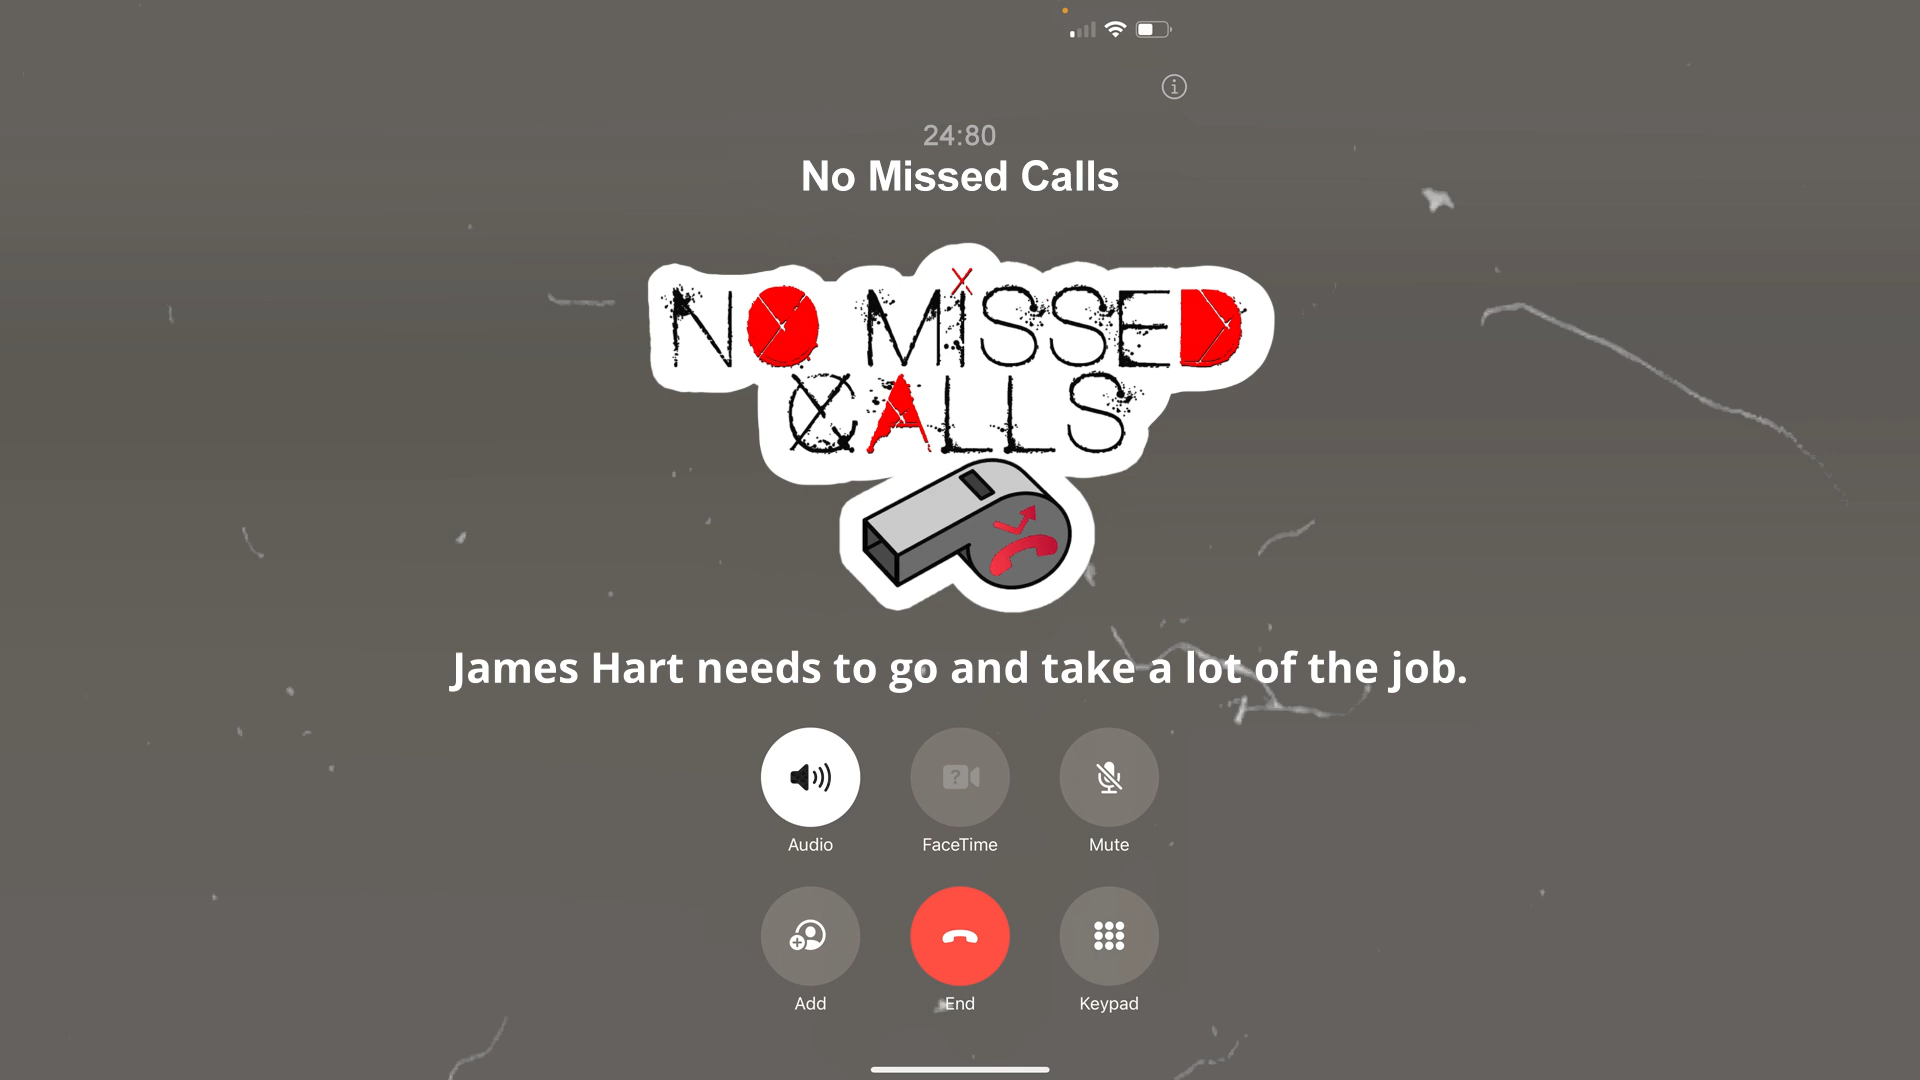 24:80
No Missed Calls
NO MiSSED
CALLS
James Hart needs to go and take a lot of the job.
Audio
FaceTime
Mute
Add
End
Keypad